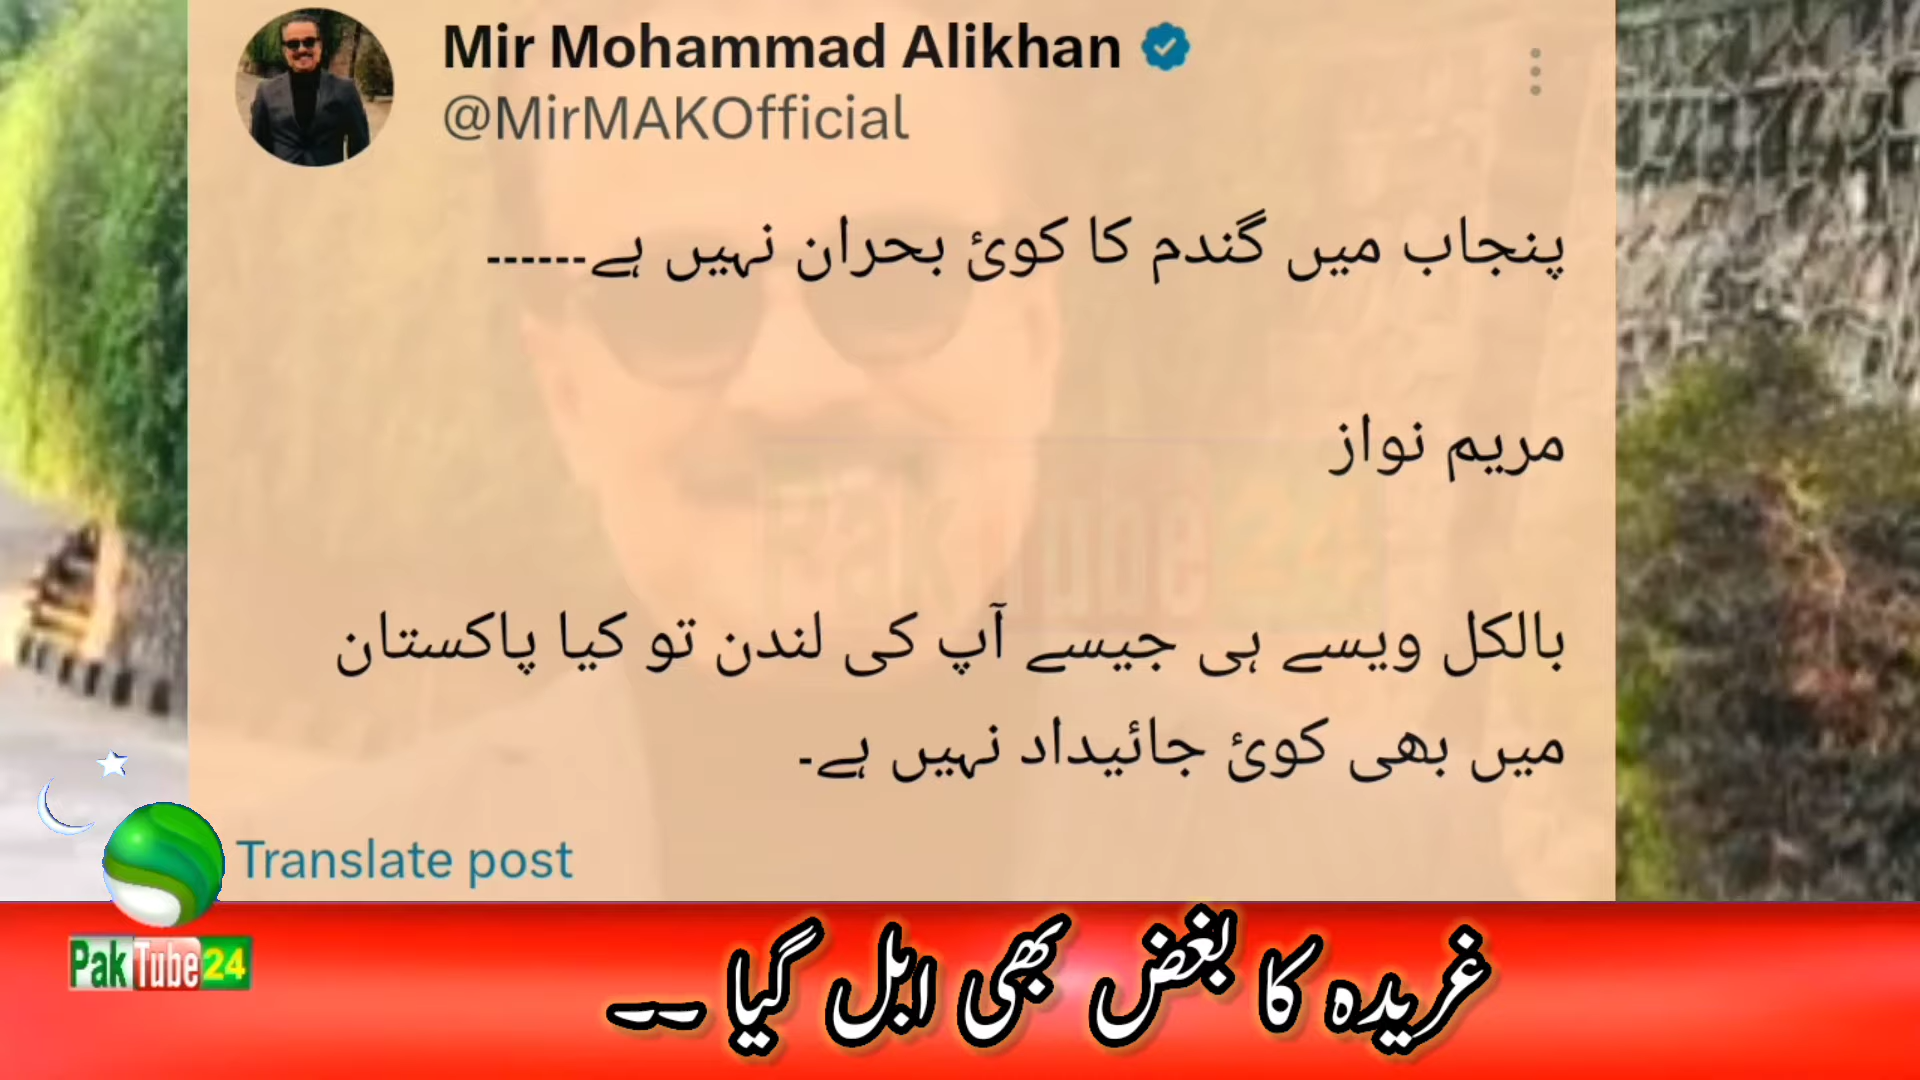 Mir Mohammad Alikhan
@MirMAKOfficial
پنجاب میں گندم کا کوئ بحران نہیں ہے------
مریم نواز
بالکل ویسے ہی جیسے آپ کی لندن تو کیا پاکستان
میں بھی کوئ جائیداد نہیں ہے۔
Translate post
PakTube24
PakTube24
غریدہ کا بغض بھی ابل گیا ۔۔